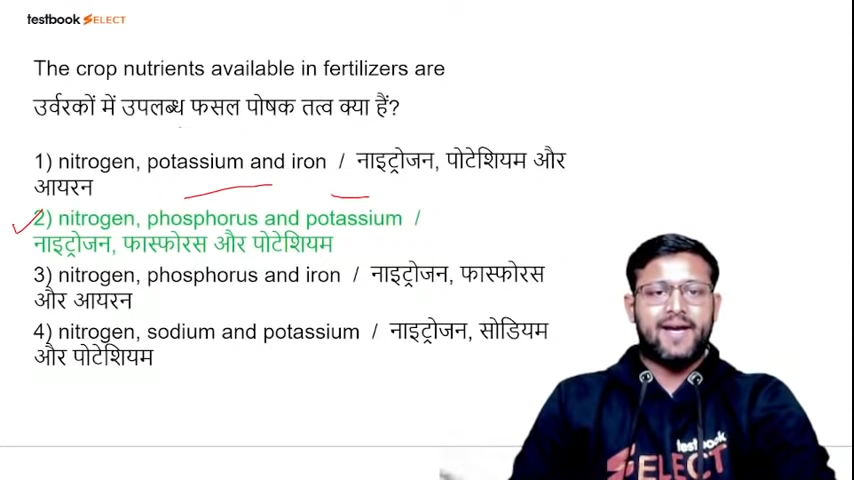 testbook SELECT
The crop nutrients available in fertilizers are
उर्वरकों में उपलब्ध फसल पोषक तत्व क्या हैं?
1) nitrogen, potassium and iron / नाइट्रोजन, पोटेशियम और
आयरन
2) nitrogen, phosphorus and potassium /
नाइट्रोजन, फास्फोरस और पोटेशियम
3) nitrogen, phosphorus and iron / नाइट्रोजन, फास्फोरस
और आयरन
4) nitrogen, sodium and potassium / नाइट्रोजन, सोडियम
और पोटेशियम
testbook
SELECT